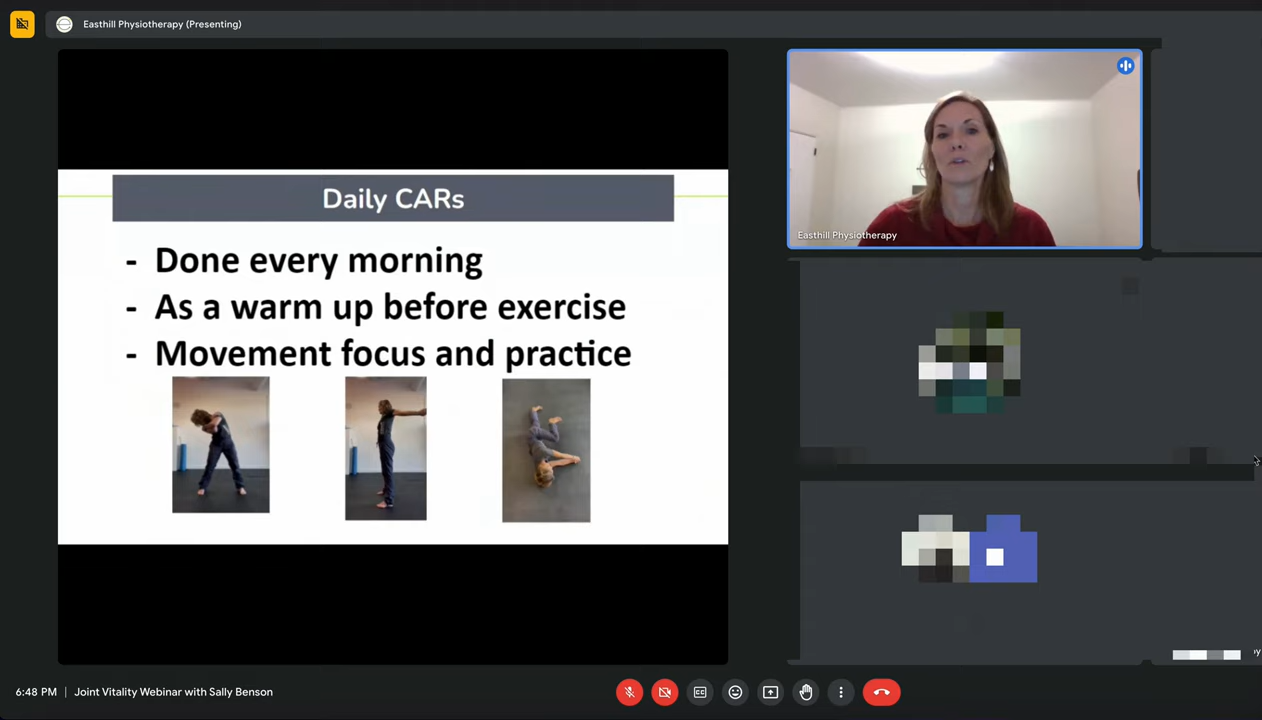 Easthill Physiotherapy (Presenting)
Daily CARs
- Done every morning
- As a warm up before exercise
- Movement focus and practice
Easthill Physiotherapy
6:48 PM | Joint Vitality Webinar with Sally Benson
CC